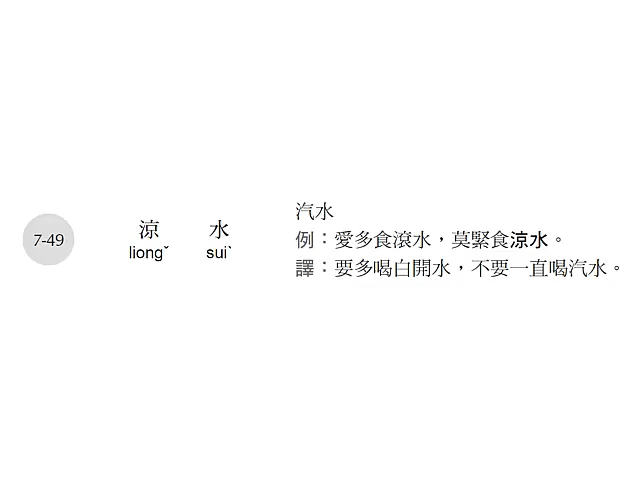 7-49
涼 水
liongˇ suiˋ
汽水
例：愛多食滾水，莫緊食涼水。
譯：要多喝白開水，不要一直喝汽水。